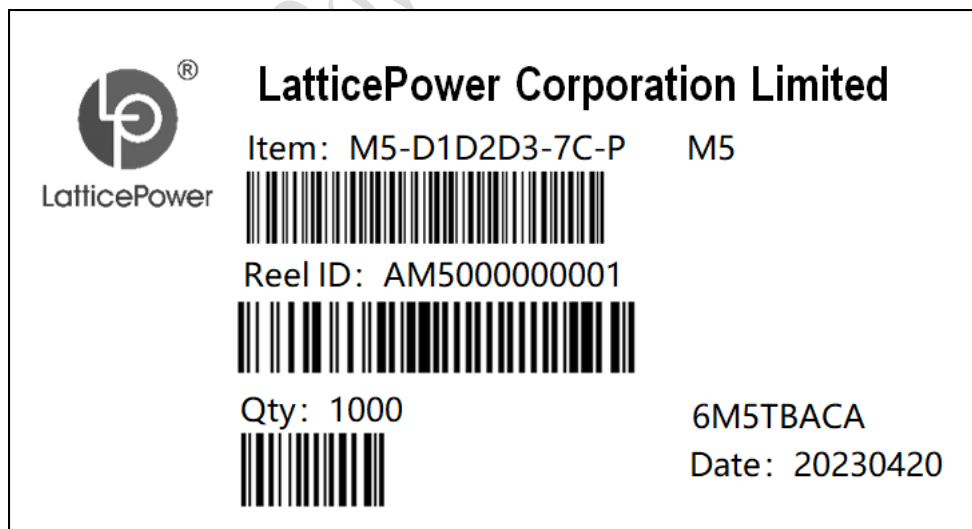 LatticePower Corporation Limited
®
LatticePower
Item: M5-D1D2D3-7C-P M5
Reel ID: AM5000000001
Qty: 1000
6M5TBACA
Date: 20230420